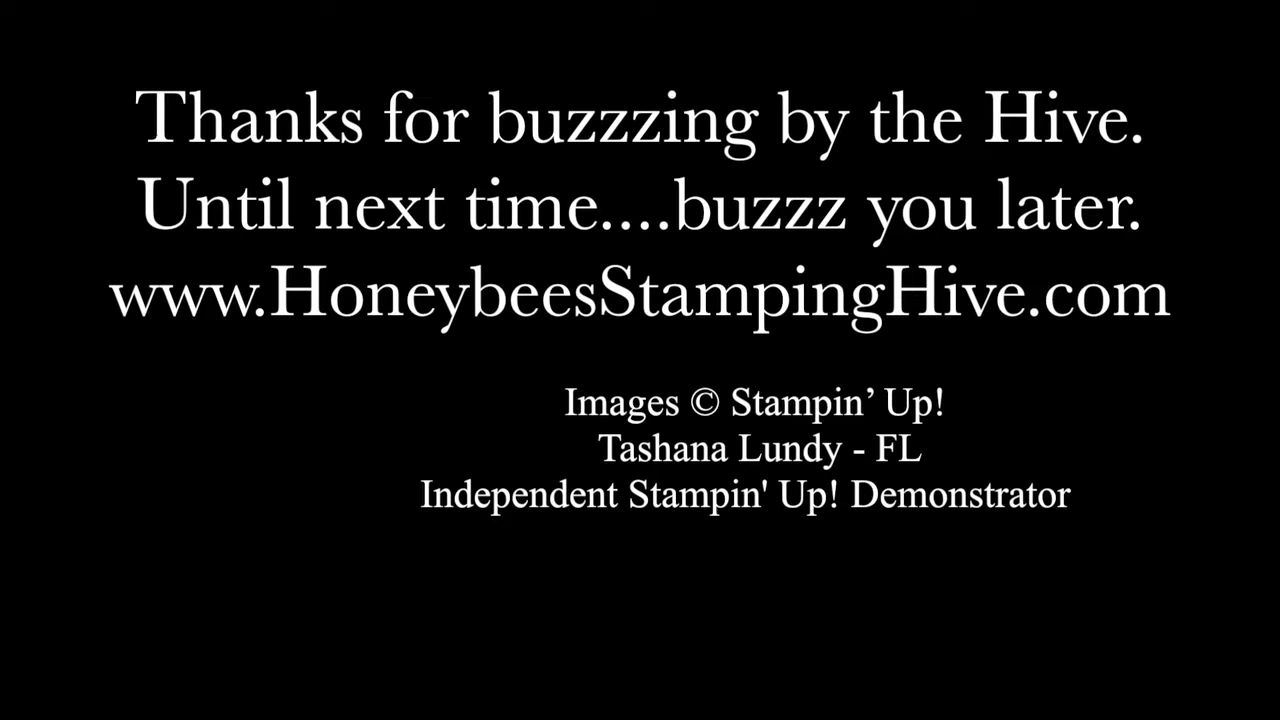 Thanks for buzzzing by the Hive.
Until next time....buzzz you later.
www.HoneybeesStampingHive.com
Images © Stampin’ Up!
Tashana Lundy - FL
Independent Stampin' Up! Demonstrator